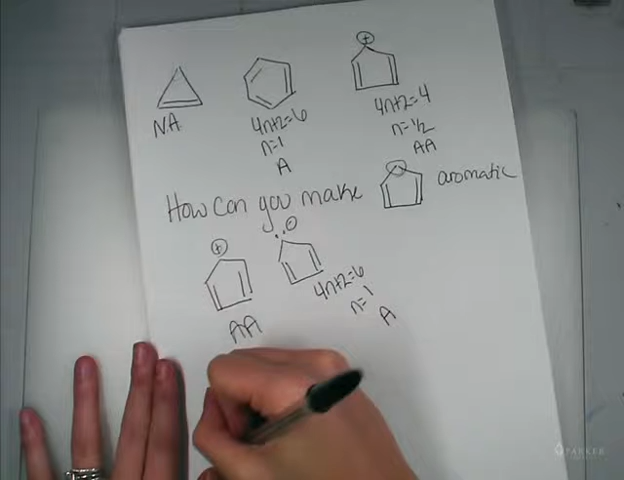 NA
4n+2=6
n=1
A
⊕
4n+2=4
n=1/2
AA
How can you make aromatic
⊕
AA
:⊖
4n+2=6
n=1
A
PARKER